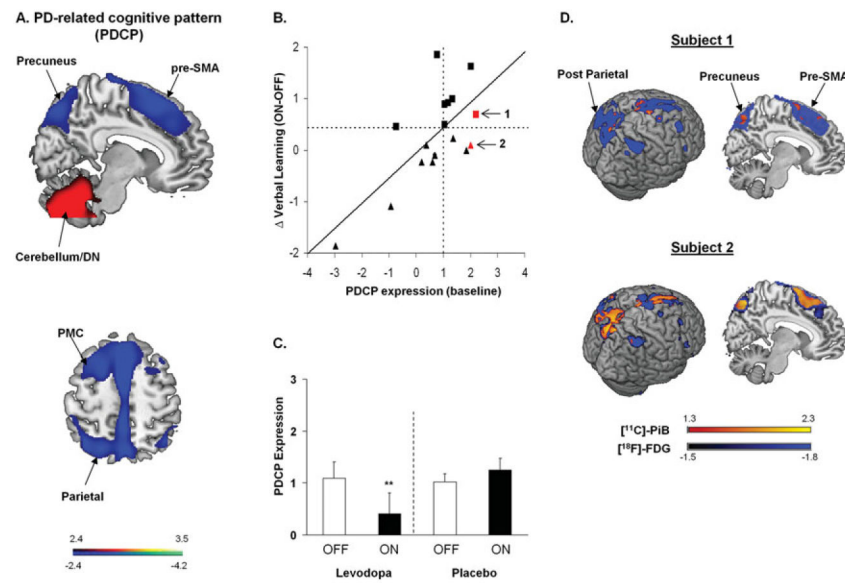 A. PD-related cognitive pattern
(PDCP)
Precuneus
pre-SMA
Cerebellum/DN
PMC
Parietal
2.4 3.5
-2.4 -4.2
B.
Δ Verbal Learning (ON-OFF)
2
1
0
-1
-2
1
2
-4 -3 -2 -1 0 1 2 3 4
PDCP expression (baseline)
C.
PDCP Expression
3
2
1
0
**
OFF ON OFF ON
Levodopa Placebo
D.
Subject 1
Post Parietal Precuneus Pre-SMA
Subject 2
1.3 2.3
[¹¹C]-PiB
[¹⁸F]-FDG
-1.5 -1.8